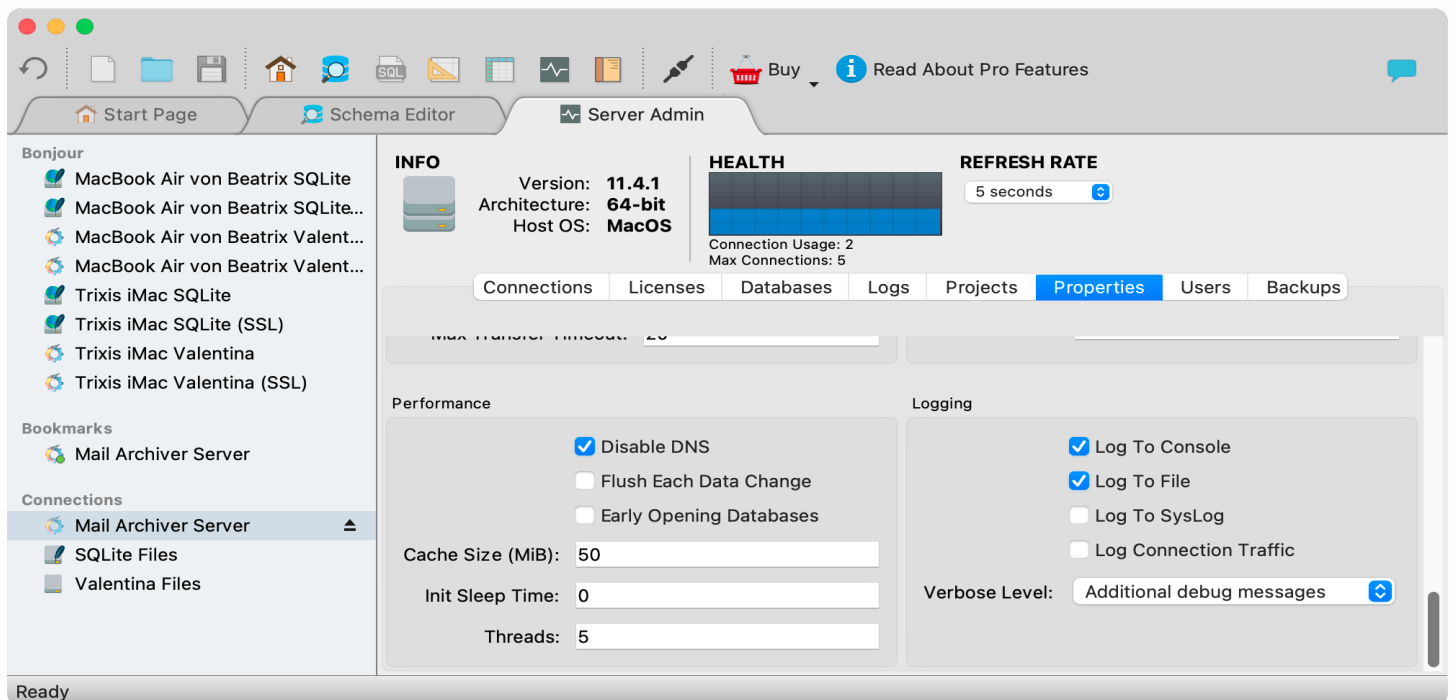 SQL
Buy
Read About Pro Features
Start Page
Schema Editor
Server Admin
Bonjour
MacBook Air von Beatrix SQLite
MacBook Air von Beatrix SQLite...
MacBook Air von Beatrix Valent...
MacBook Air von Beatrix Valent...
Trixis iMac SQLite
Trixis iMac SQLite (SSL)
Trixis iMac Valentina
Trixis iMac Valentina (SSL)
Bookmarks
Mail Archiver Server
Connections
Mail Archiver Server
SQLite Files
Valentina Files
INFO
Version: 11.4.1
Architecture: 64-bit
Host OS: MacOS
HEALTH
Connection Usage: 2
Max Connections: 5
REFRESH RATE
5 seconds
Connections Licenses Databases Logs Projects Properties Users Backups
Max Transfer Timeout: 20
Performance
Disable DNS
Flush Each Data Change
Early Opening Databases
Cache Size (MiB): 50
Init Sleep Time: 0
Threads: 5
Logging
Log To Console
Log To File
Log To SysLog
Log Connection Traffic
Verbose Level: Additional debug messages
Ready